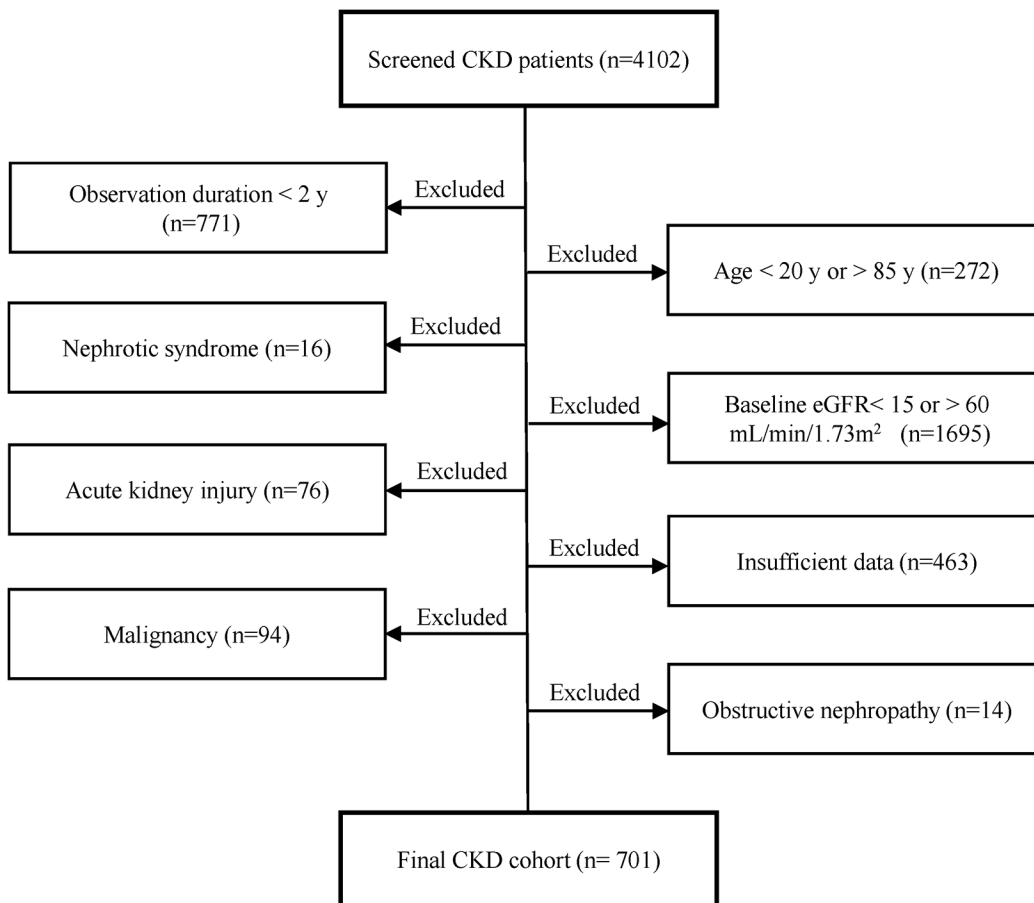 Screened CKD patients (n=4102)
Excluded
Observation duration < 2 y
(n=771)
Excluded
Age < 20 y or > 85 y (n=272)
Excluded
Nephrotic syndrome (n=16)
Excluded
Baseline eGFR< 15 or > 60
mL/min/1.73m² (n=1695)
Excluded
Acute kidney injury (n=76)
Excluded
Insufficient data (n=463)
Excluded
Malignancy (n=94)
Excluded
Obstructive nephropathy (n=14)
Final CKD cohort (n= 701)